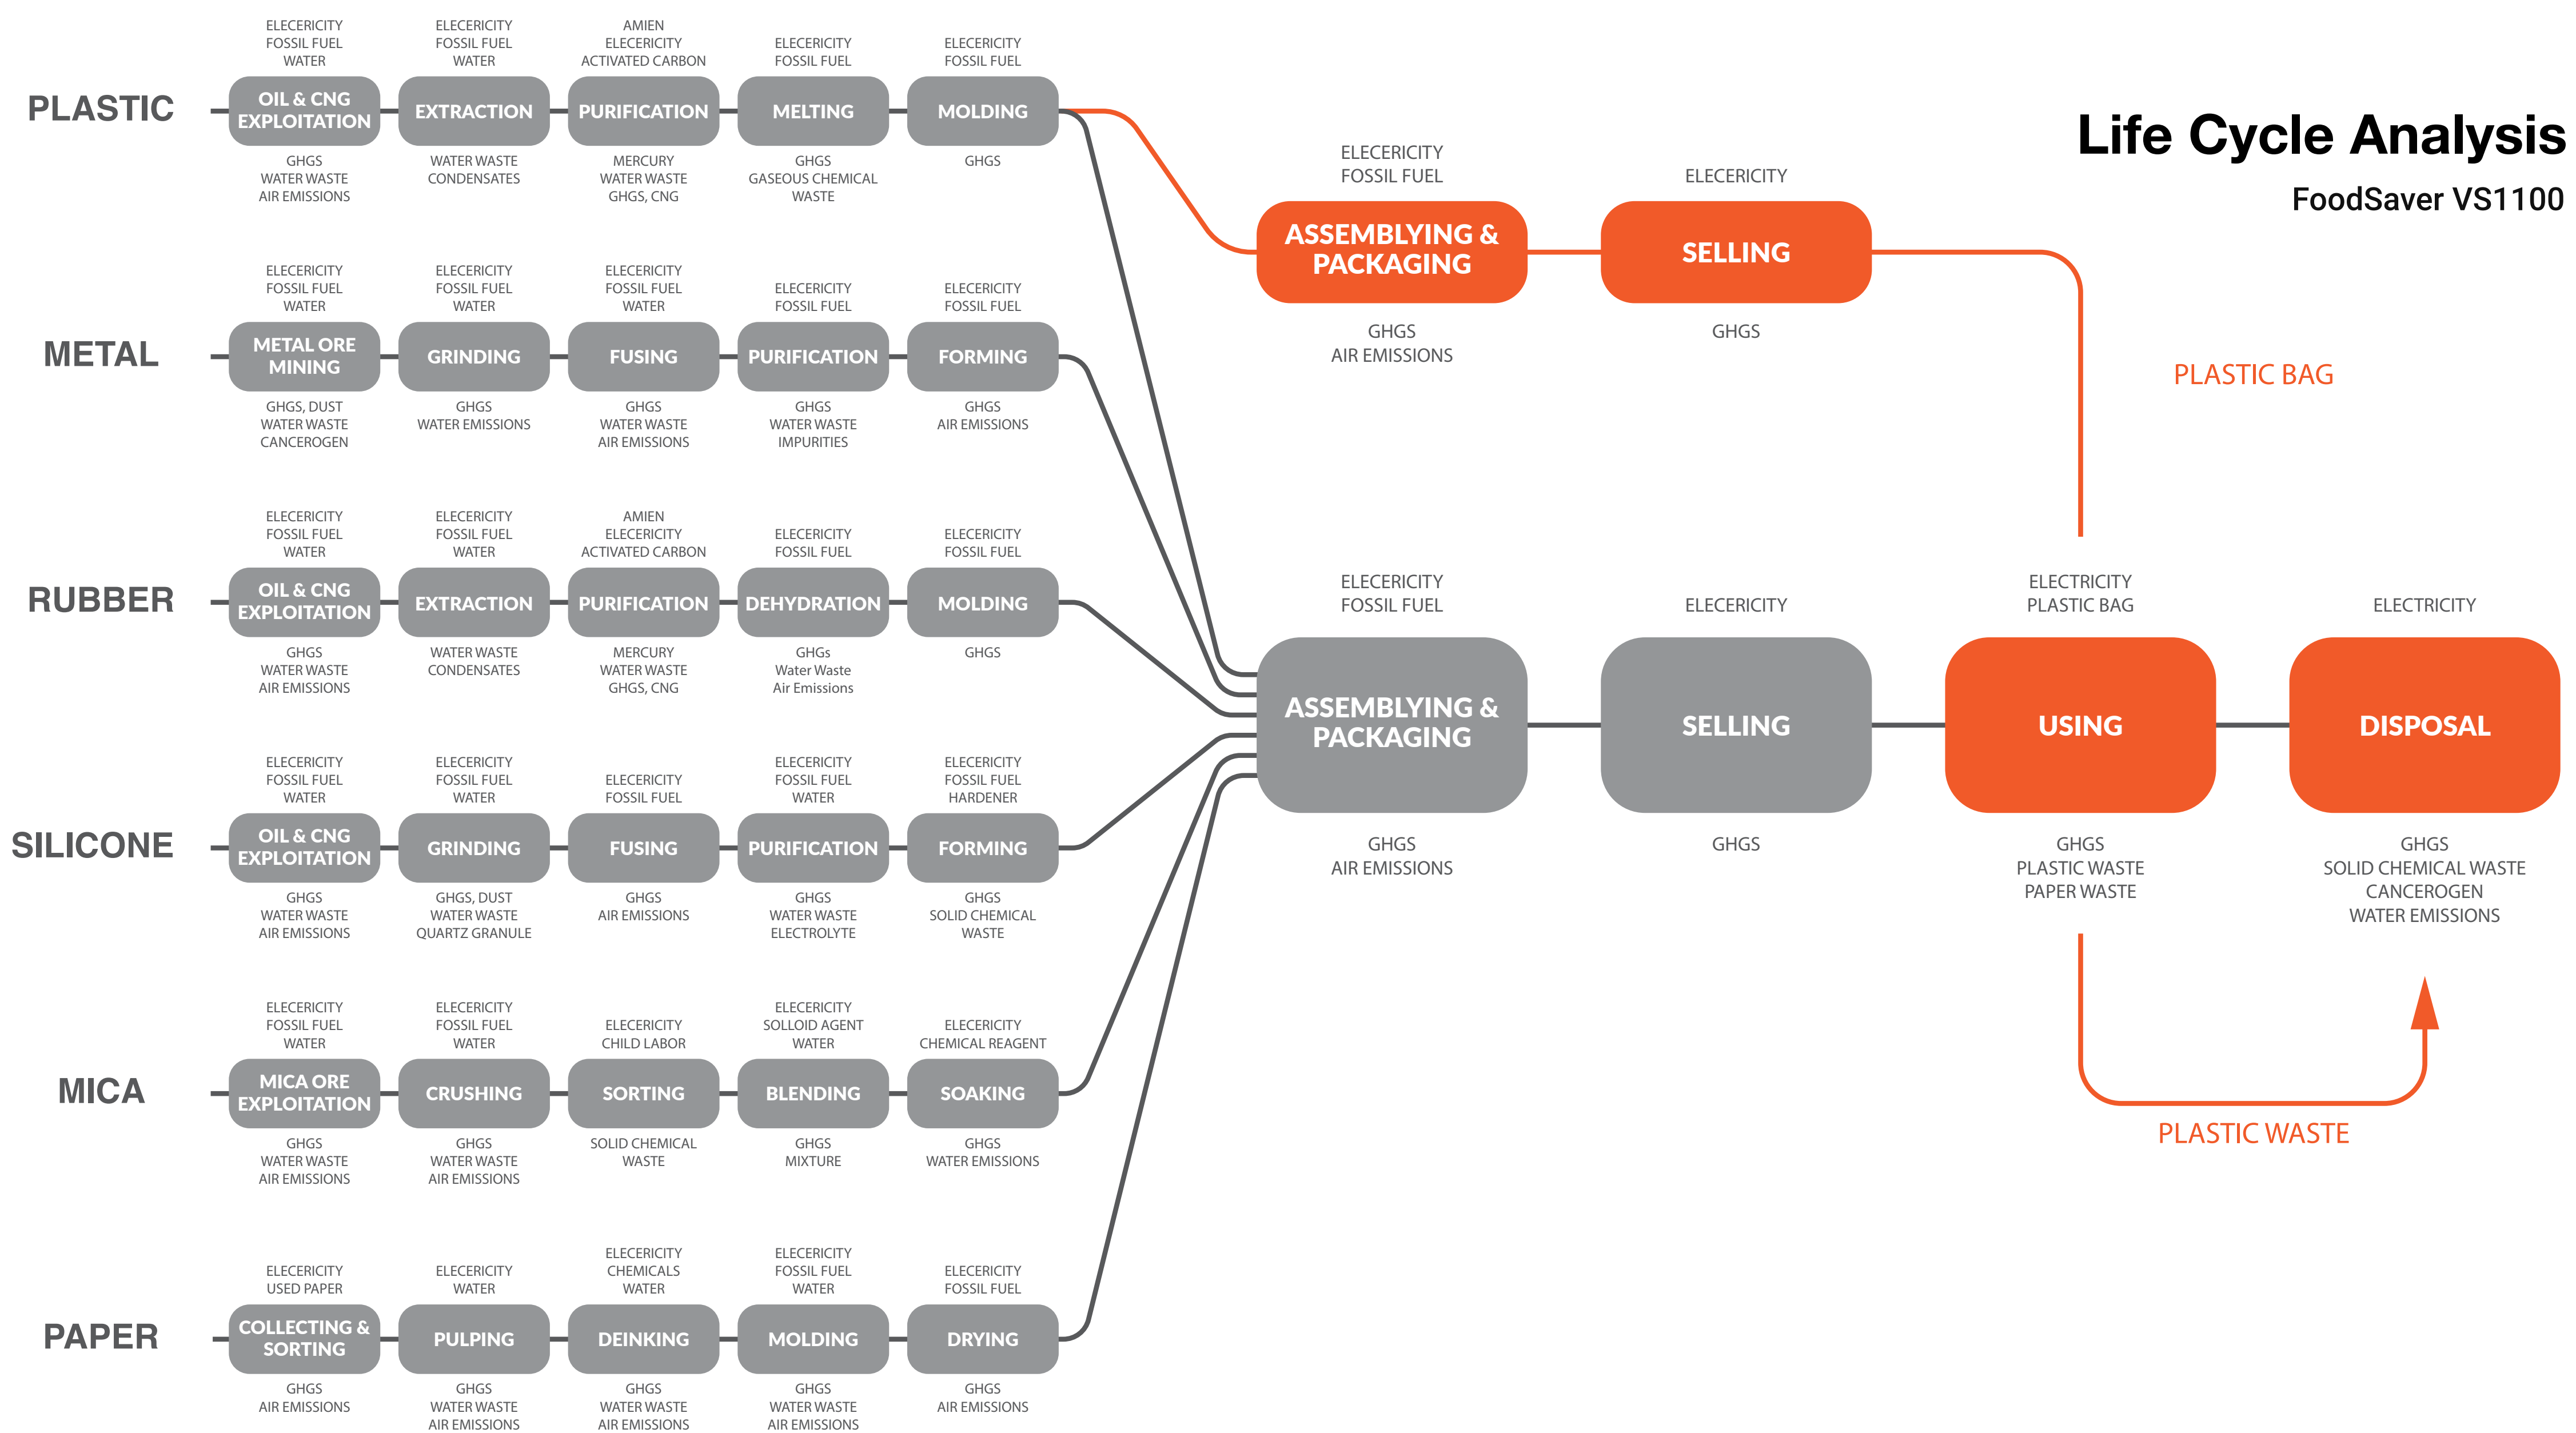 Life Cycle Analysis
FoodSaver VS1100
PLASTIC
ELECERICITY
FOSSIL FUEL
WATER
OIL & CNG
EXPLOITATION
GHGS
WATER WASTE
AIR EMISSIONS
ELECERICITY
FOSSIL FUEL
WATER
EXTRACTION
WATER WASTE
CONDENSATES
AMIEN
ELECERICITY
ACTIVATED CARBON
PURIFICATION
MERCURY
WATER WASTE
GHGS, CNG
ELECERICITY
FOSSIL FUEL
MELTING
GHGS
GASEOUS CHEMICAL
WASTE
ELECERICITY
FOSSIL FUEL
MOLDING
GHGS
METAL
ELECERICITY
FOSSIL FUEL
WATER
METAL ORE
MINING
GHGS, DUST
WATER WASTE
CANCEROGEN
ELECERICITY
FOSSIL FUEL
WATER
GRINDING
GHGS
WATER EMISSIONS
ELECERICITY
FOSSIL FUEL
WATER
FUSING
GHGS
WATER WASTE
AIR EMISSIONS
ELECERICITY
FOSSIL FUEL
PURIFICATION
GHGS
WATER WASTE
IMPURITIES
ELECERICITY
FOSSIL FUEL
FORMING
GHGS
AIR EMISSIONS
RUBBER
ELECERICITY
FOSSIL FUEL
WATER
OIL & CNG
EXPLOITATION
GHGS
WATER WASTE
AIR EMISSIONS
ELECERICITY
FOSSIL FUEL
WATER
EXTRACTION
WATER WASTE
CONDENSATES
AMIEN
ELECERICITY
ACTIVATED CARBON
PURIFICATION
MERCURY
WATER WASTE
GHGS, CNG
ELECERICITY
FOSSIL FUEL
DEHYDRATION
GHGs
Water Waste
Air Emissions
ELECERICITY
FOSSIL FUEL
MOLDING
GHGS
SILICONE
ELECERICITY
FOSSIL FUEL
WATER
OIL & CNG
EXPLOITATION
GHGS
WATER WASTE
AIR EMISSIONS
ELECERICITY
FOSSIL FUEL
WATER
GRINDING
GHGS, DUST
WATER WASTE
QUARTZ GRANULE
ELECERICITY
FOSSIL FUEL
FUSING
GHGS
AIR EMISSIONS
ELECERICITY
FOSSIL FUEL
WATER
PURIFICATION
GHGS
WATER WASTE
ELECTROLYTE
ELECERICITY
FOSSIL FUEL
HARDENER
FORMING
GHGS
SOLID CHEMICAL
WASTE
MICA
ELECERICITY
FOSSIL FUEL
WATER
MICA ORE
EXPLOITATION
GHGS
WATER WASTE
AIR EMISSIONS
ELECERICITY
FOSSIL FUEL
WATER
CRUSHING
GHGS
WATER WASTE
AIR EMISSIONS
ELECERICITY
CHILD LABOR
SORTING
SOLID CHEMICAL
WASTE
ELECERICITY
SOLLOID AGENT
WATER
BLENDING
GHGS
MIXTURE
ELECERICITY
CHEMICAL REAGENT
SOAKING
GHGS
WATER EMISSIONS
PAPER
ELECERICITY
USED PAPER
COLLECTING &
SORTING
GHGS
AIR EMISSIONS
ELECERICITY
WATER
PULPING
GHGS
WATER WASTE
AIR EMISSIONS
ELECERICITY
CHEMICALS
WATER
DEINKING
GHGS
WATER WASTE
AIR EMISSIONS
ELECERICITY
FOSSIL FUEL
WATER
MOLDING
GHGS
WATER WASTE
AIR EMISSIONS
ELECERICITY
FOSSIL FUEL
DRYING
GHGS
AIR EMISSIONS
ELECERICITY
FOSSIL FUEL
ASSEMBLYING &
PACKAGING
GHGS
AIR EMISSIONS
ELECERICITY
SELLING
GHGS
PLASTIC BAG
ELECERICITY
FOSSIL FUEL
ASSEMBLYING &
PACKAGING
GHGS
AIR EMISSIONS
ELECERICITY
SELLING
GHGS
ELECTRICITY
PLASTIC BAG
USING
GHGS
PLASTIC WASTE
PAPER WASTE
ELECTRICITY
DISPOSAL
GHGS
SOLID CHEMICAL WASTE
CANCEROGEN
WATER EMISSIONS
PLASTIC WASTE